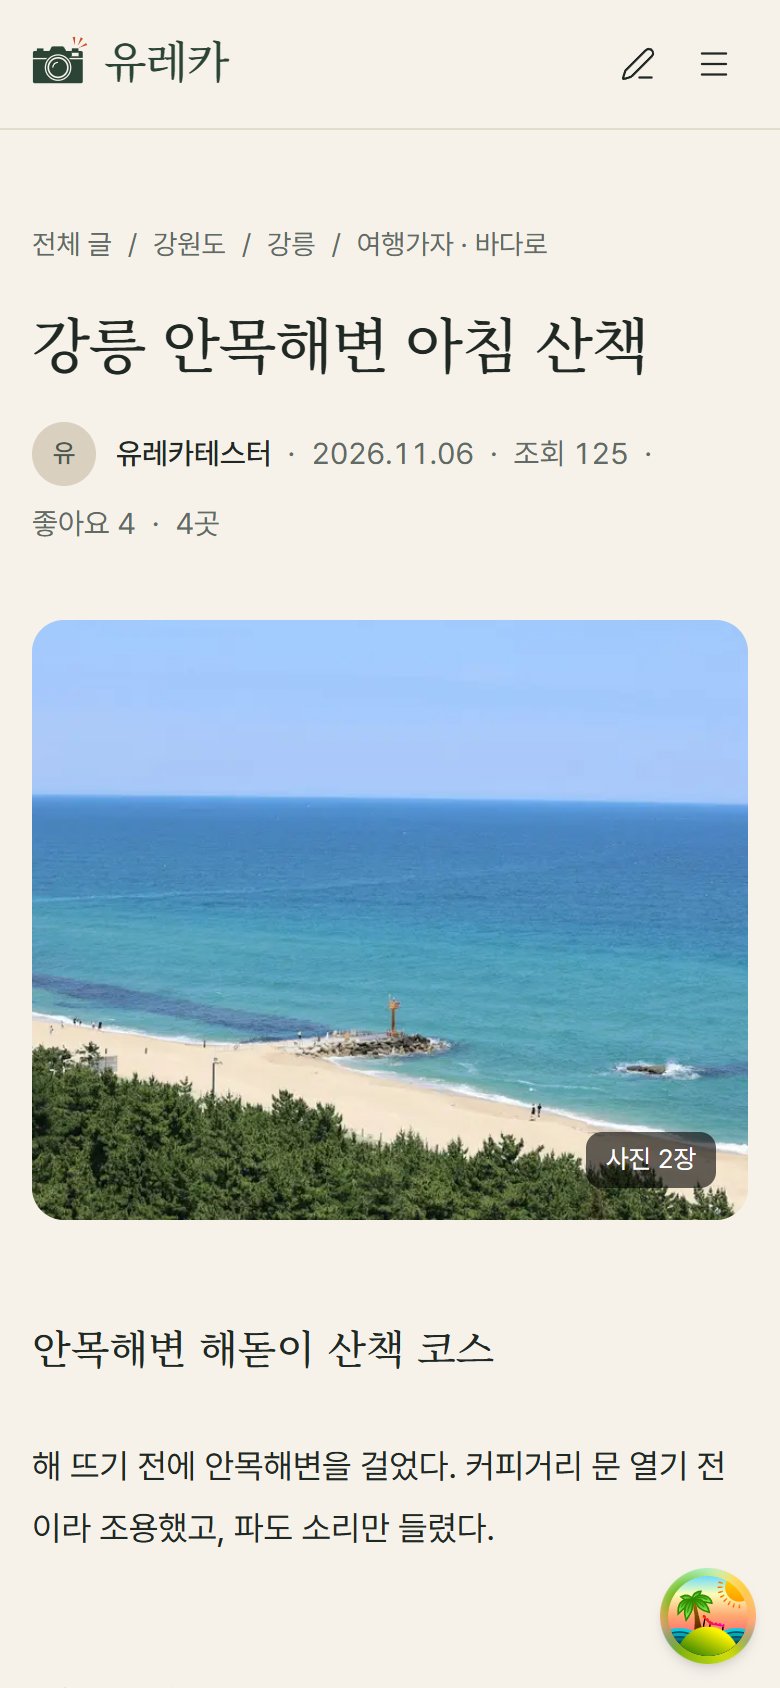 유레카
전체 글 / 강원도 / 강릉 / 여행가자 · 바다로
강릉 안목해변 아침 산책
유 유레카테스터 · 2026.11.06 · 조회 125 ·
좋아요 4 · 4곳
사진 2장
안목해변 해돋이 산책 코스
해 뜨기 전에 안목해변을 걸었다. 커피거리 문 열기 전
이라 조용했고, 파도 소리만 들렸다.